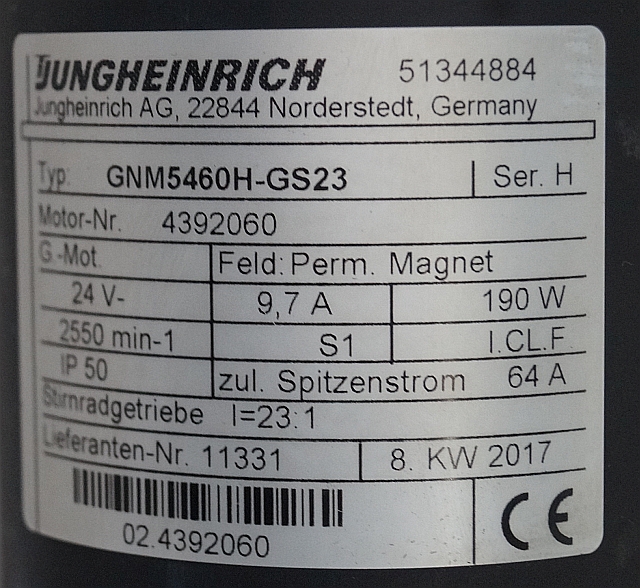 JUNGHEINRICH 51344884
Jungheinrich AG, 22844 Norderstedt, Germany
Typ: GNM5460H-GS23 Ser. H
Motor-Nr. 4392060
G-Mot. Feld: Perm. Magnet
24 V- 9,7 A 190 W
2550 min-1 S1 I.CL.F
IP 50 zul. Spitzenstrom 64 A
Stirnradgetriebe I=23:1
Lieferanten-Nr. 11331 8. KW 2017
02.4392060 CE